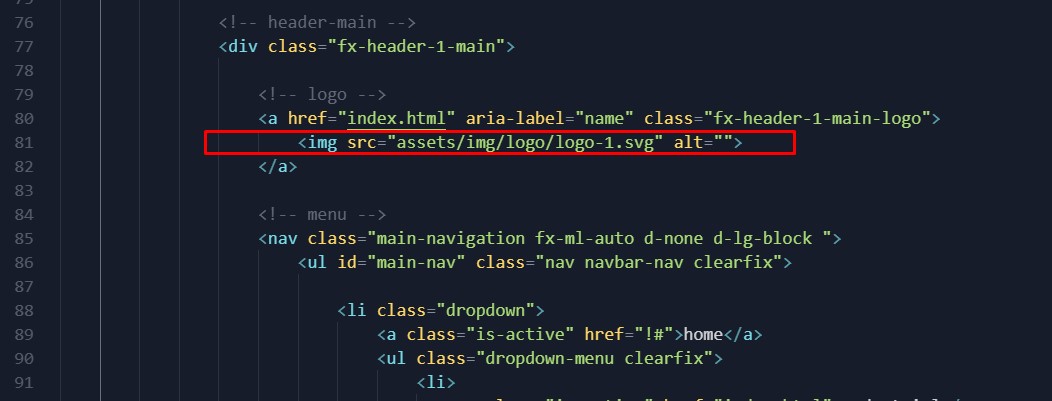 76 <!-- header-main -->
77 <div class="fx-header-1-main">
78
79 <!-- logo -->
80 <a href="index.html" aria-label="name" class="fx-header-1-main-logo">
81 <img src="assets/img/logo/logo-1.svg" alt="">
82 </a>
83
84 <!-- menu -->
85 <nav class="main-navigation fx-ml-auto d-none d-lg-block ">
86 <ul id="main-nav" class="nav navbar-nav clearfix">
87
88 <li class="dropdown">
89 <a class="is-active" href="!#">home</a>
90 <ul class="dropdown-menu clearfix">
91 <li>